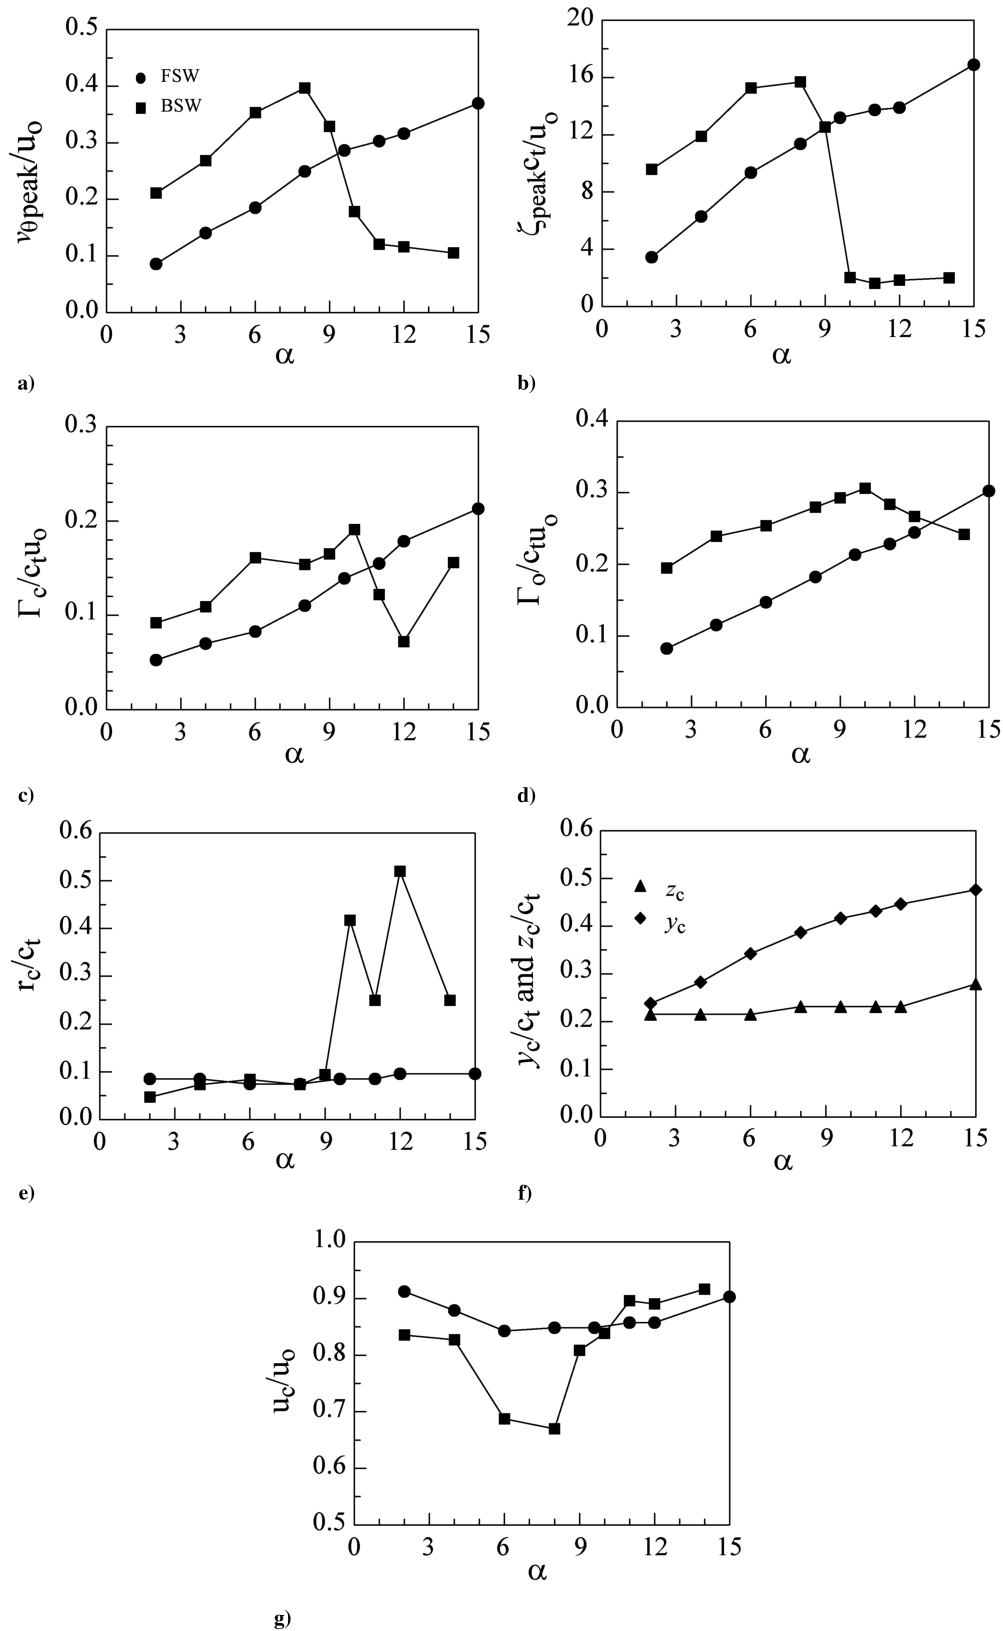 0.5
0.4
0.3
0.2
0.1
0.0
vθpeak/uo
FSW
BSW
0 3 6 9 12 15
α
a)
20
16
12
8
4
0
ζpeakct/uo
0 3 6 9 12 15
α
b)
0.3
0.2
0.1
0.0
Γc/ctuo
0 3 6 9 12 15
α
c)
0.4
0.3
0.2
0.1
0.0
Γo/ctuo
0 3 6 9 12 15
α
d)
0.6
0.5
0.4
0.3
0.2
0.1
0.0
rc/ct
0 3 6 9 12 15
α
e)
0.6
0.5
0.4
0.3
0.2
0.1
0.0
yc/ct and zc/ct
zc
yc
0 3 6 9 12 15
α
f)
1.0
0.9
0.8
0.7
0.6
0.5
uc/uo
0 3 6 9 12 15
α
g)